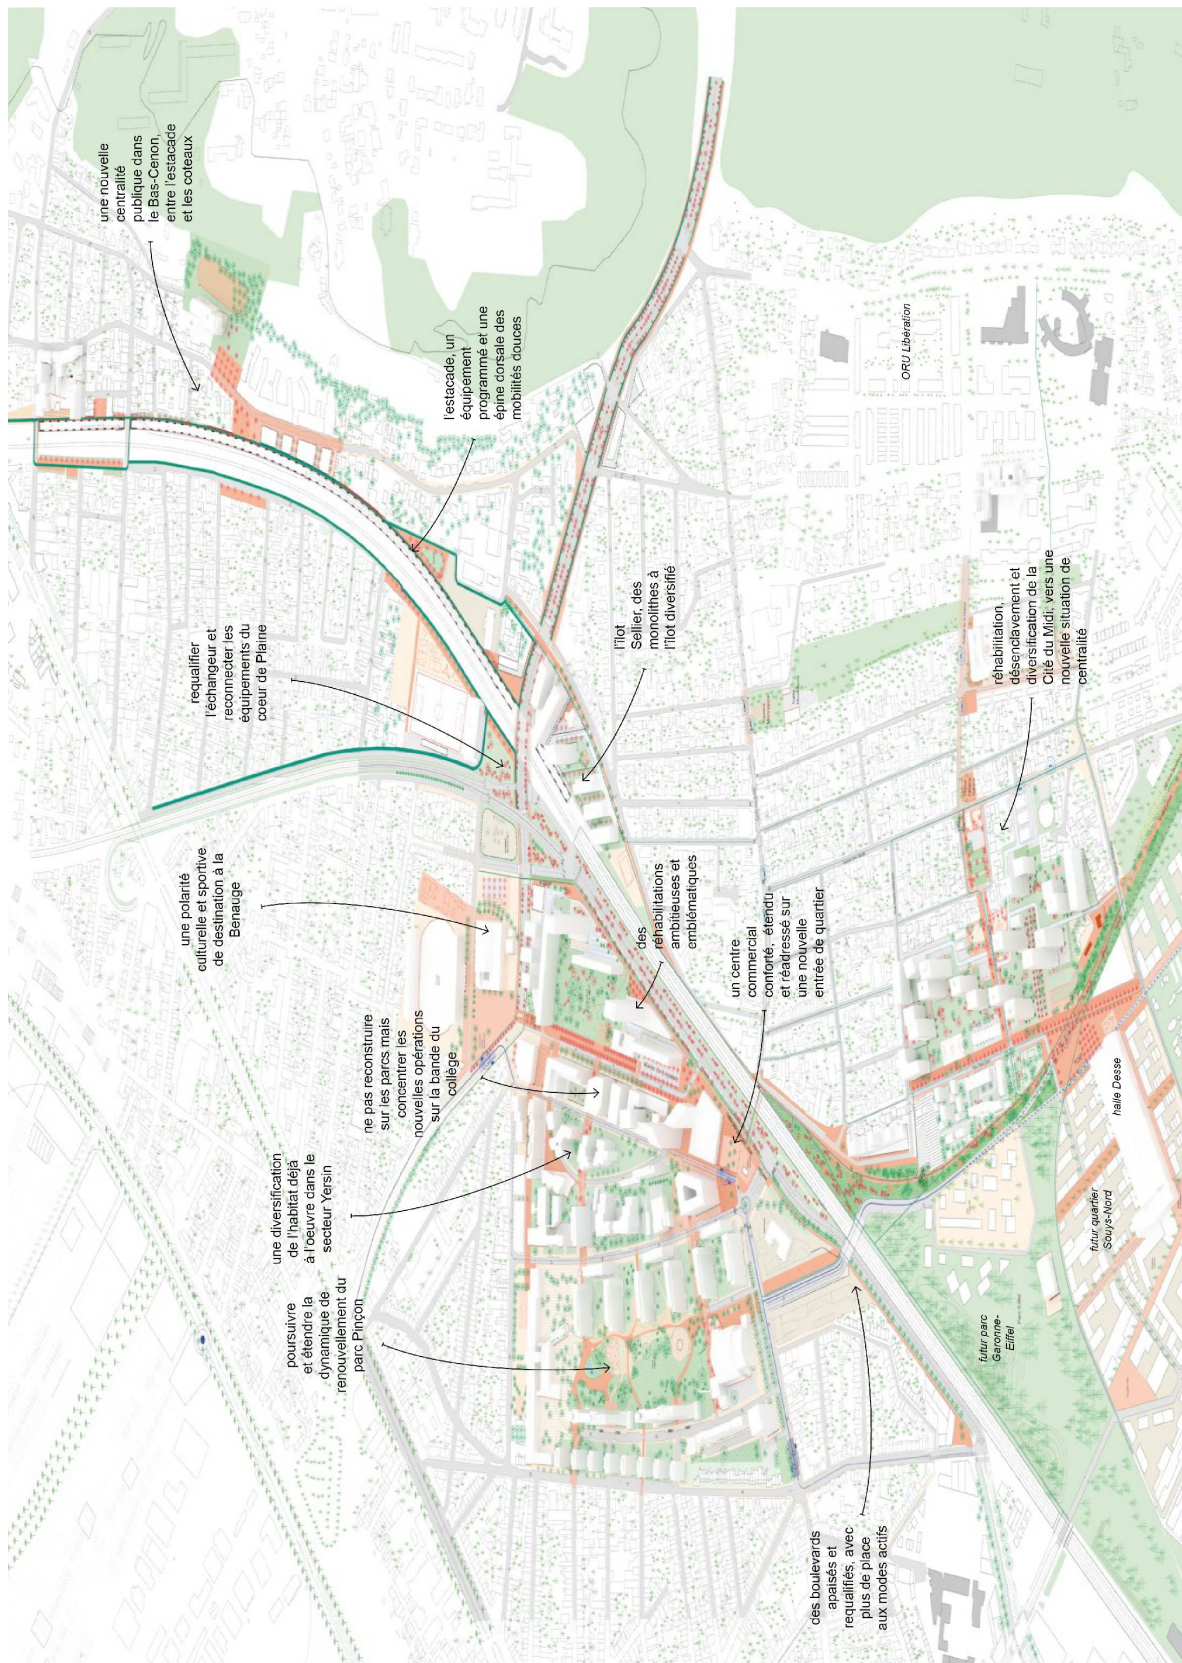 une nouvelle
centralité
publique dans
le Bas-Cenon,
entre l'estacade
et les coteaux
l'estacade, un
équipement
programmé et une
épine dorsale des
mobilités douces
ORU Libération
requalifier
l'échangeur et
reconnecter les
équipements du
coeur de Plaine
l'îlot
Sellier, des
monolithes à
l'îlot diversifié
réhabilitation,
désenclavement et
diversification de la
Cité du Midi; vers une
nouvelle situation de
centralité
une polarité
culturelle et sportive
de destination à la
Benauge
des
réhabilitations
ambitieuses et
emblématiques
un centre
commercial
conforté, étendu
et réadressé sur
une nouvelle
entrée de quartier
ne pas reconstruire
sur les parcs mais
concentrer les
nouvelles opérations
sur la bande du
collège
halle Desse
une diversification
de l'habitat déjà
à l'oeuvre dans le
secteur Yersin
futur quartier
Souys-Nord
poursuivre
et étendre la
dynamique de
renouvellement du
parc Pinçon
futur parc
Garonne-
Eiffel
des boulevards
apaisés et
requalifiés, avec
plus de place
aux modes actifs